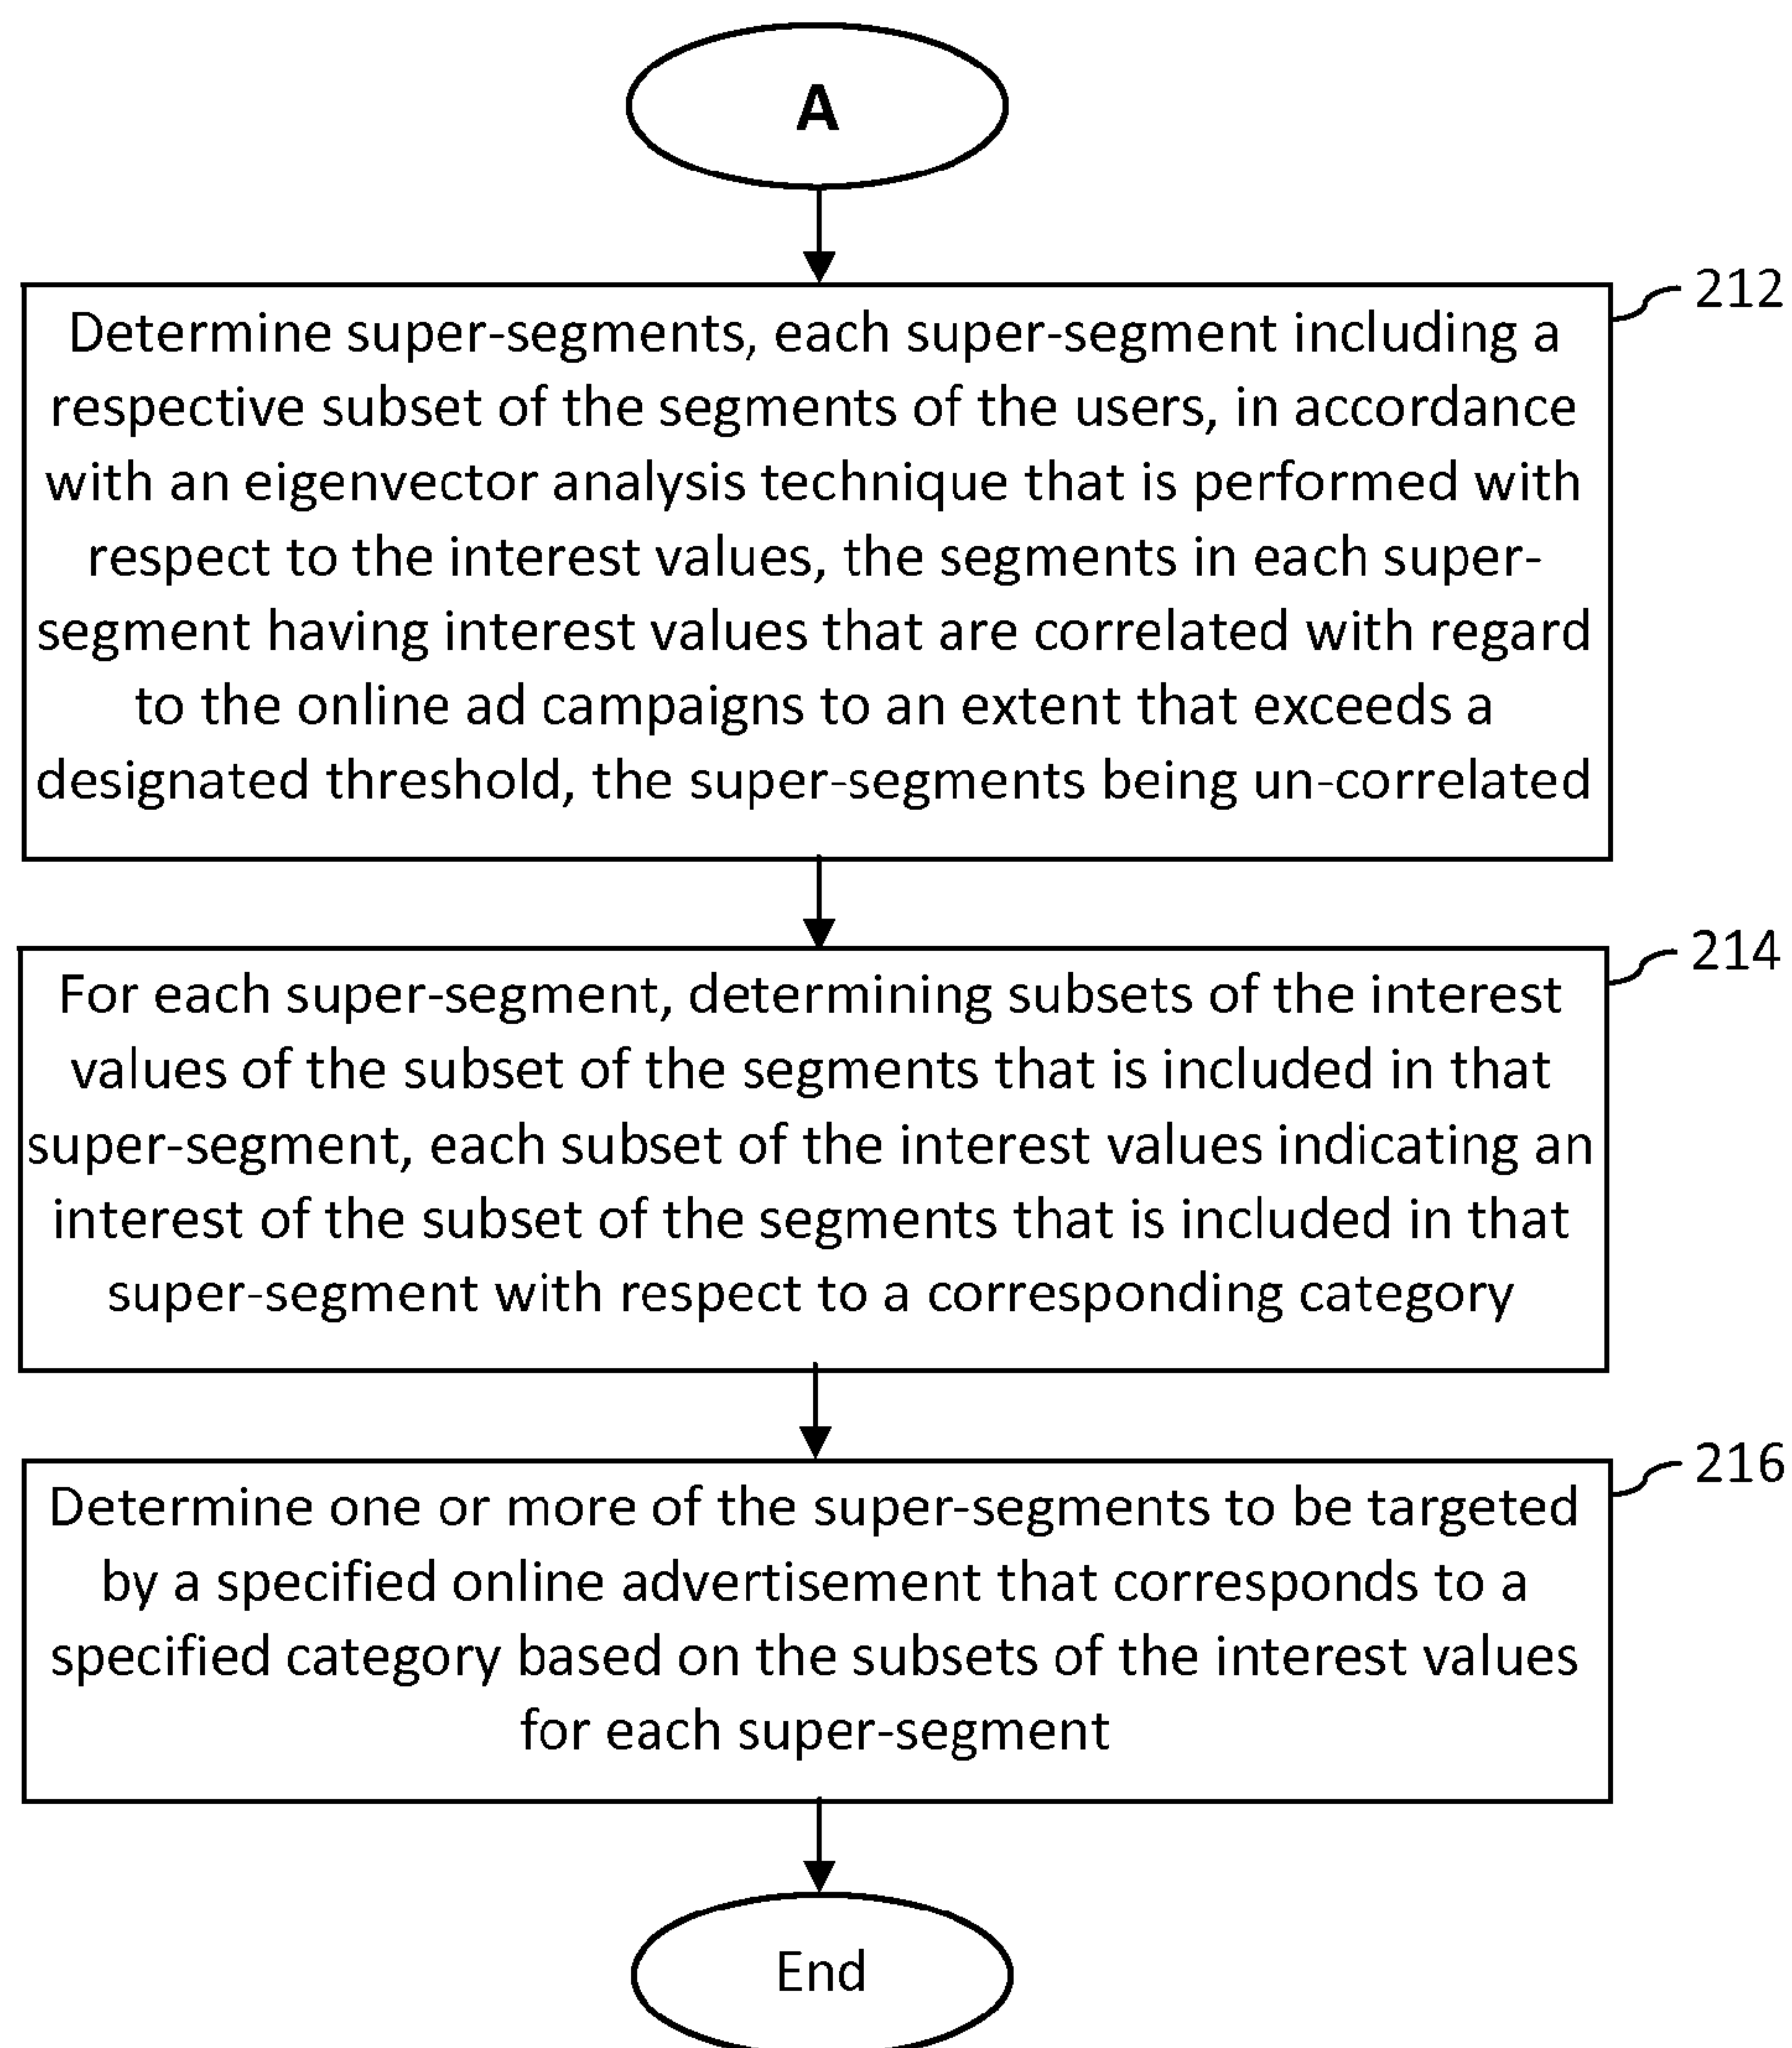 A
212
Determine super-segments, each super-segment including a
respective subset of the segments of the users, in accordance
with an eigenvector analysis technique that is performed with
respect to the interest values, the segments in each super-
segment having interest values that are correlated with regard
to the online ad campaigns to an extent that exceeds a
designated threshold, the super-segments being un-correlated
214
For each super-segment, determining subsets of the interest
values of the subset of the segments that is included in that
super-segment, each subset of the interest values indicating an
interest of the subset of the segments that is included in that
super-segment with respect to a corresponding category
216
Determine one or more of the super-segments to be targeted
by a specified online advertisement that corresponds to a
specified category based on the subsets of the interest values
for each super-segment
End